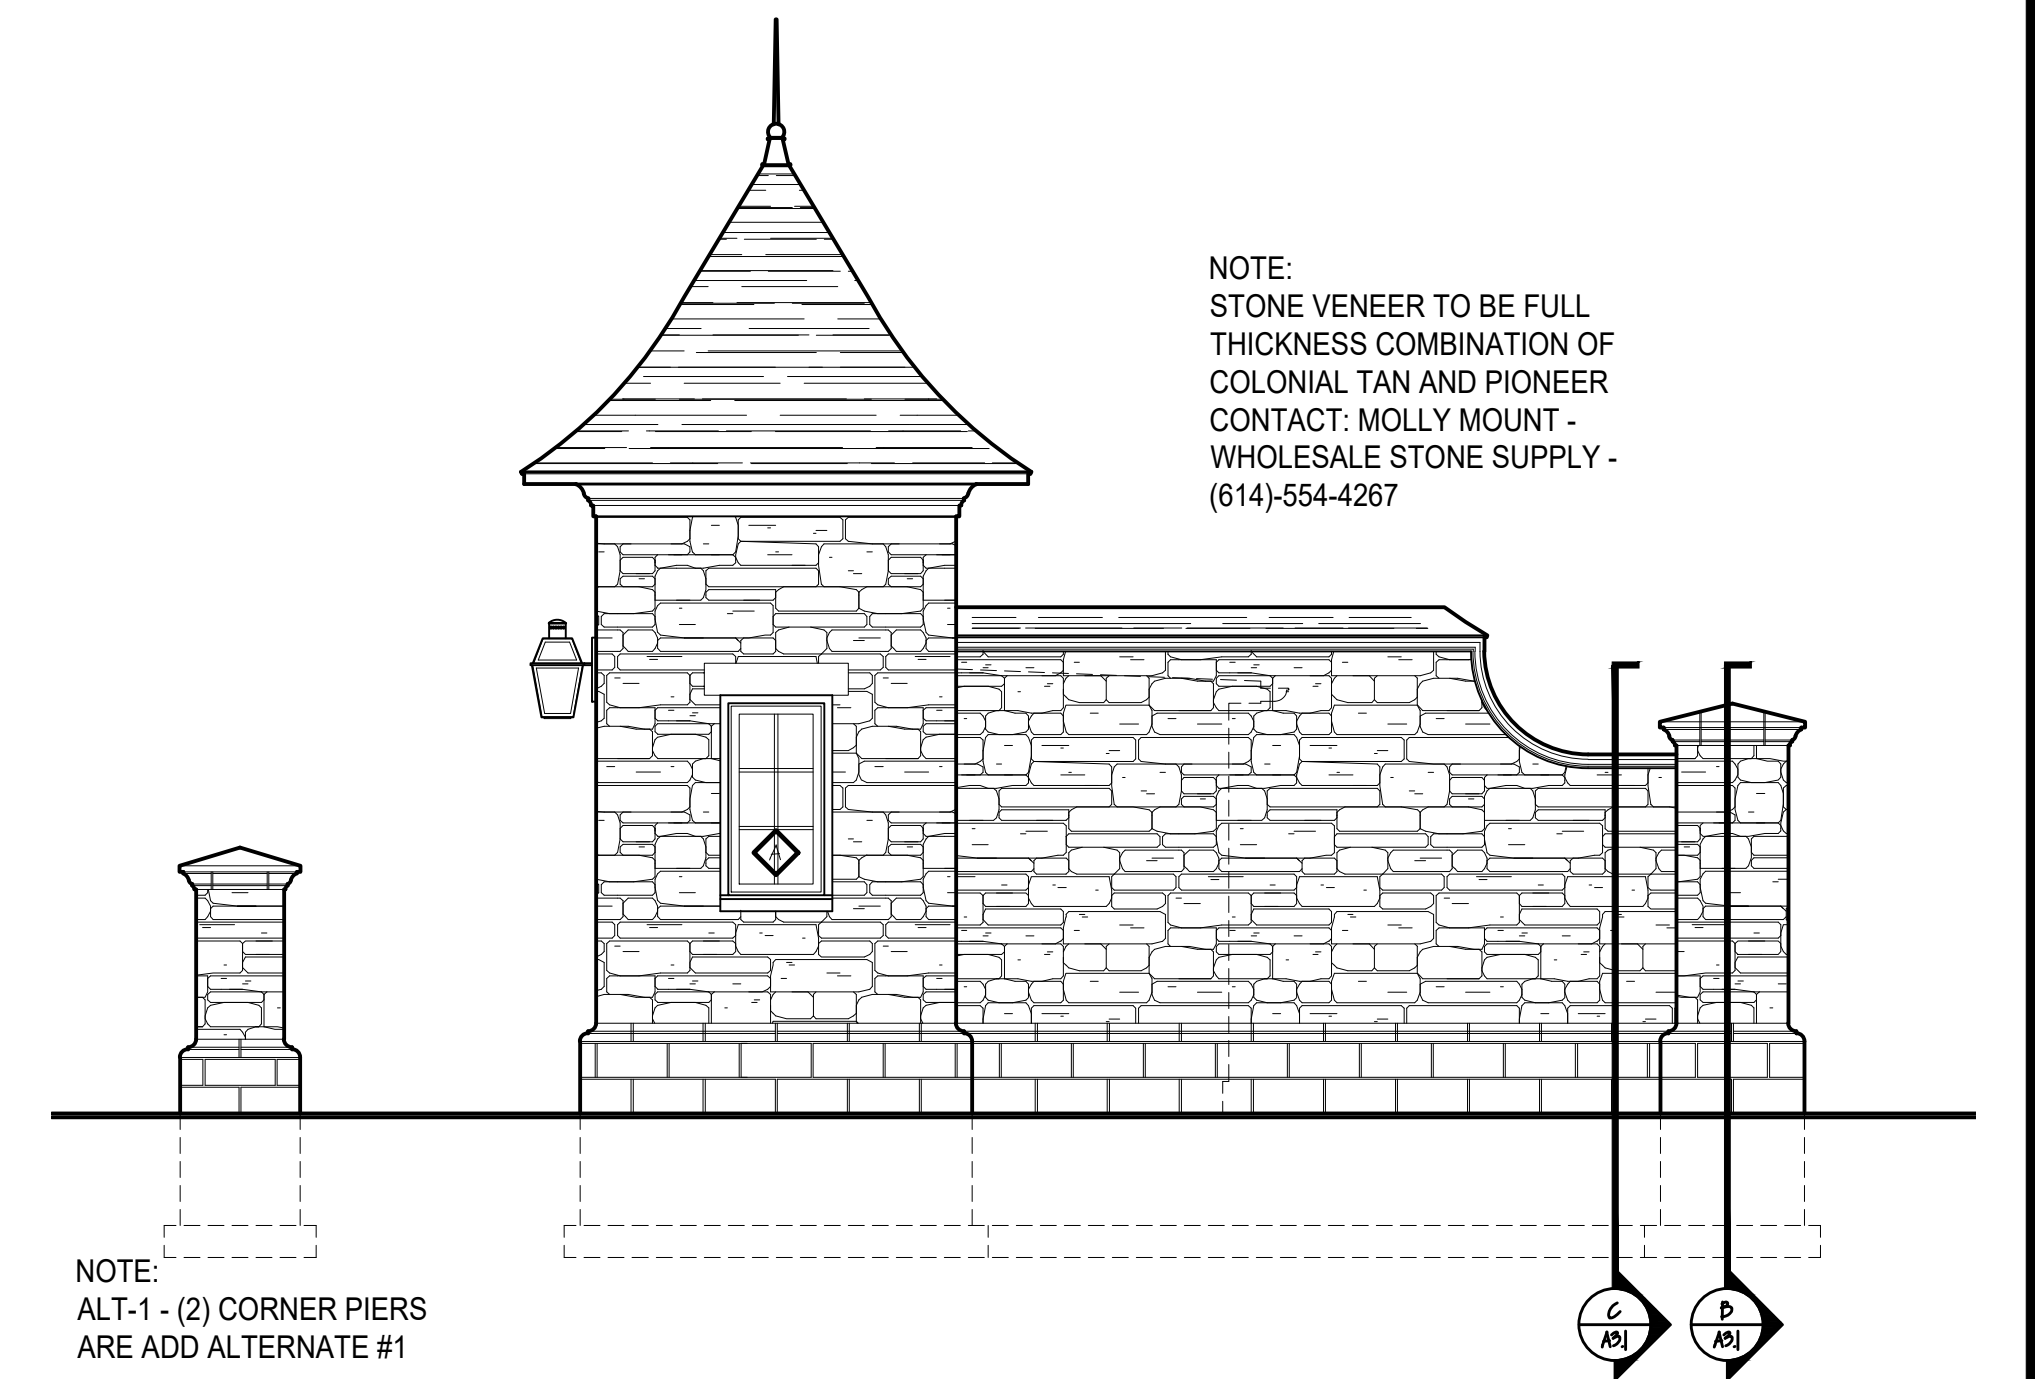 NOTE:
STONE VENEER TO BE FULL
THICKNESS COMBINATION OF
COLONIAL TAN AND PIONEER
CONTACT: MOLLY MOUNT -
WHOLESALE STONE SUPPLY -
(614)-554-4267
A
NOTE:
ALT-1 - (2) CORNER PIERS
ARE ADD ALTERNATE #1
C
A3.1
B
A3.1